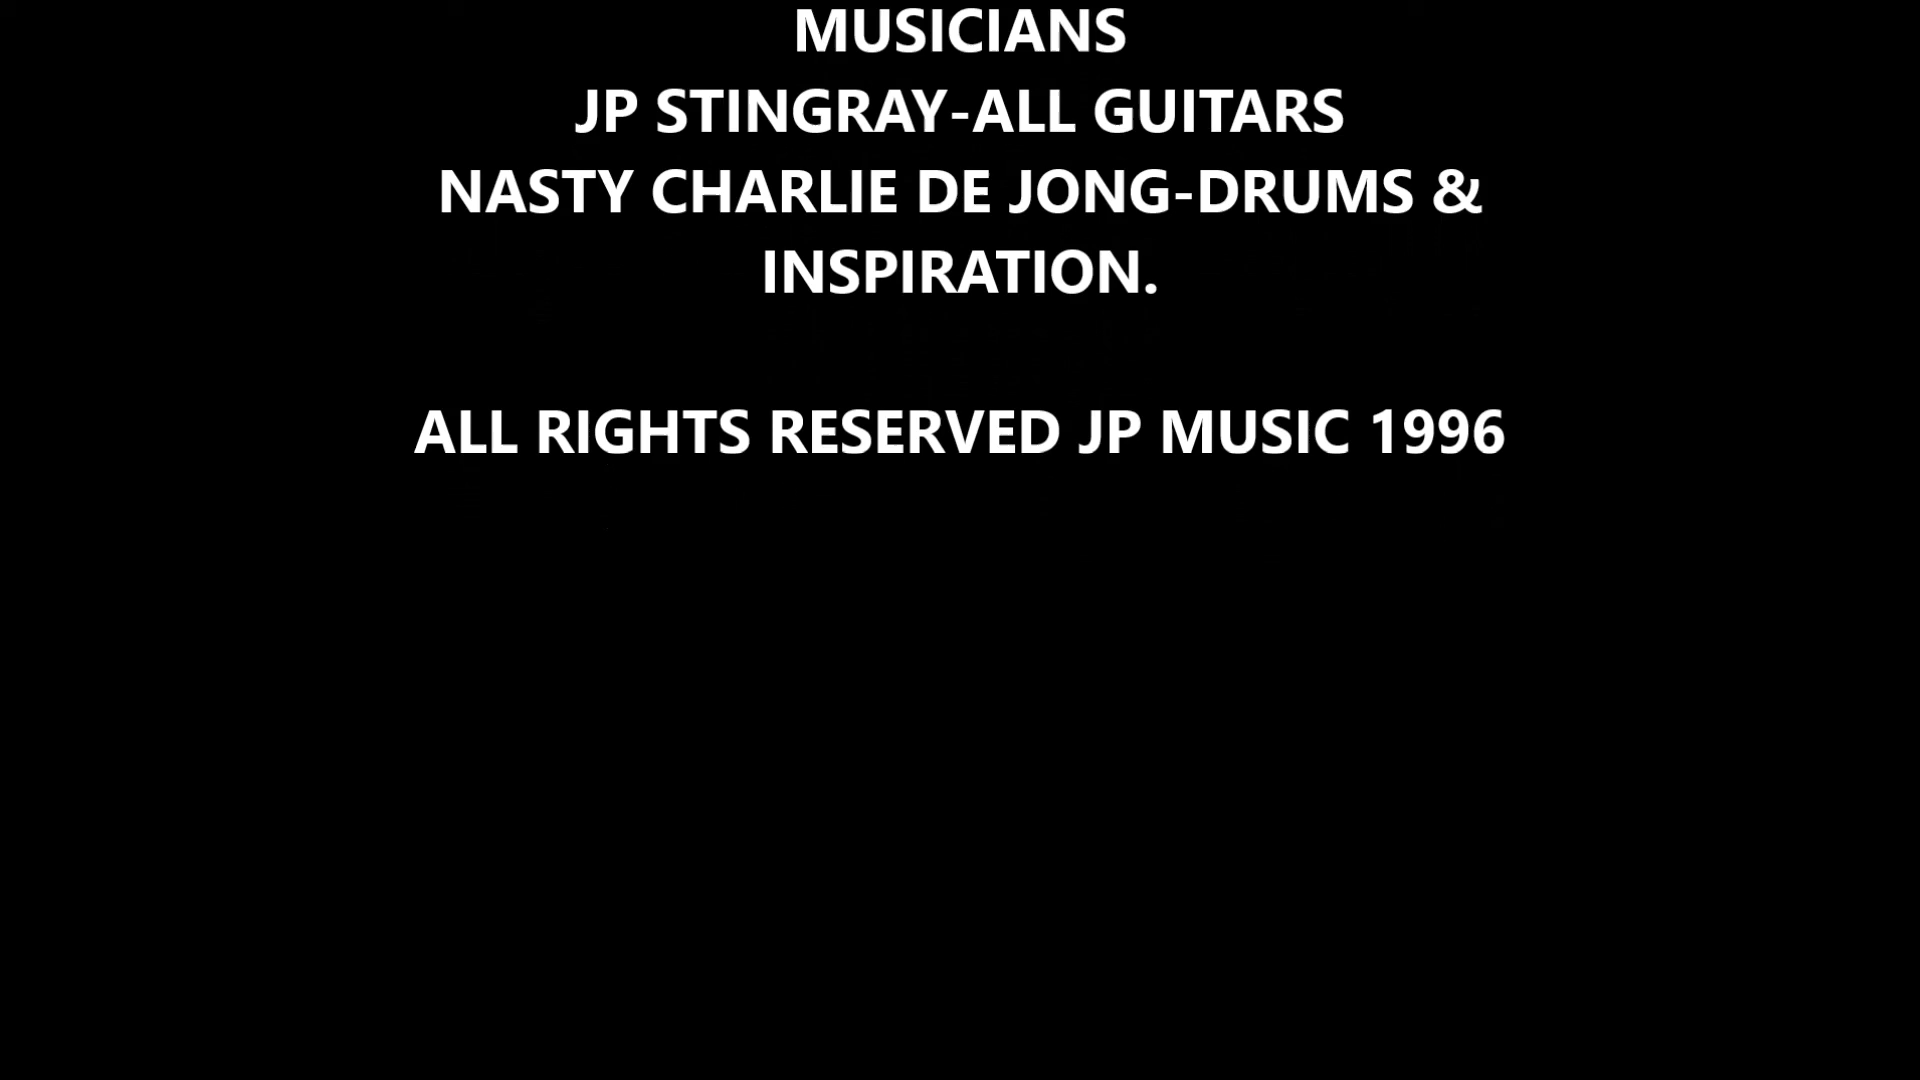 MUSICIANS
JP STINGRAY-ALL GUITARS
NASTY CHARLIE DE JONG-DRUMS &
INSPIRATION.
ALL RIGHTS RESERVED JP MUSIC 1996